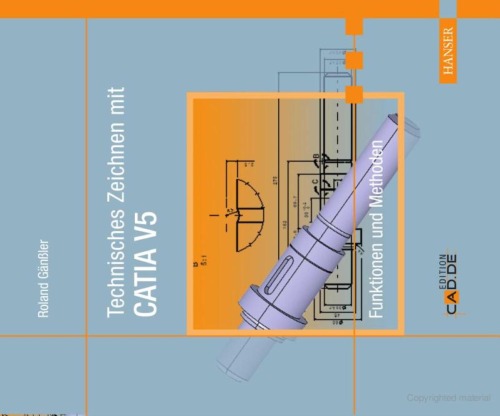 Roland Gänßler
Technisches Zeichnen mit
CATIA V5
Funktionen und Methoden
HANSER
EDITION
CAD.DE
Copyrighted material